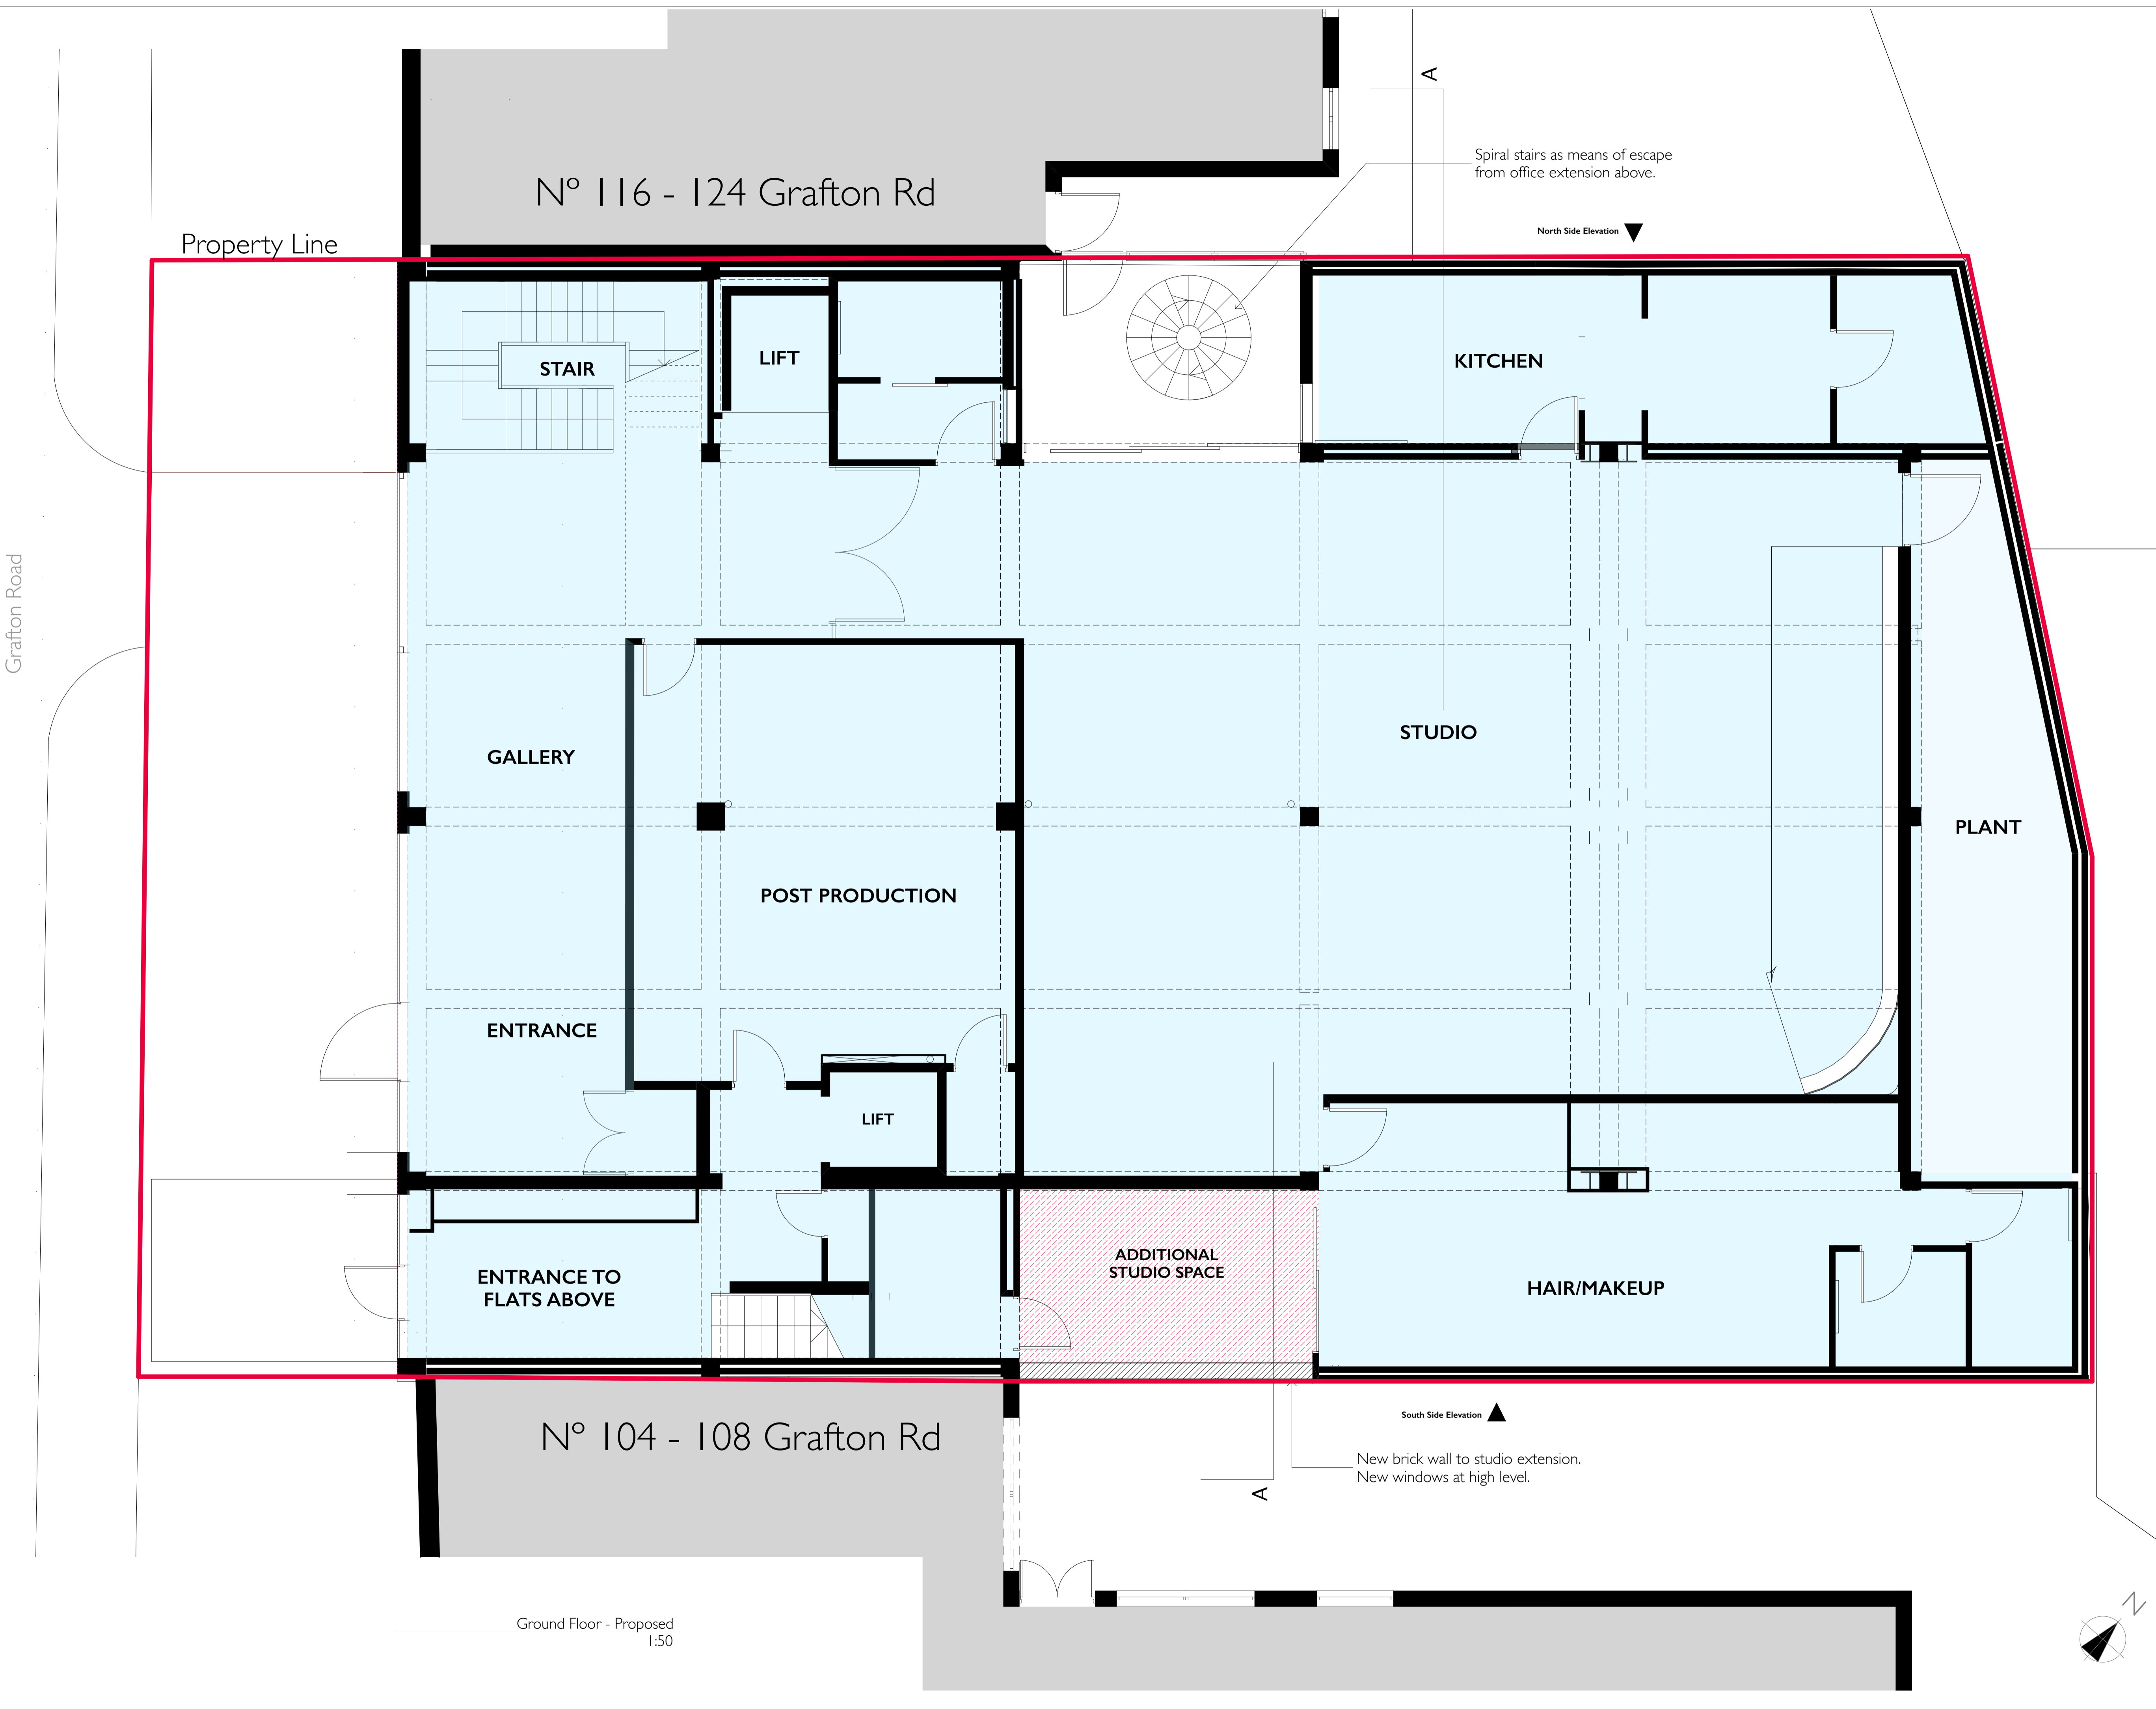 A
Spiral stairs as means of escape
from office extension above.
Nº 116 - 124 Grafton Rd
North Side Elevation
Property Line
STAIR
LIFT
KITCHEN
Grafton Road
STUDIO
GALLERY
PLANT
POST PRODUCTION
ENTRANCE
LIFT
ADDITIONAL
STUDIO SPACE
ENTRANCE TO
FLATS ABOVE
HAIR/MAKEUP
South Side Elevation
Nº 104 - 108 Grafton Rd
New brick wall to studio extension.
New windows at high level.
A
Ground Floor - Proposed
1:50
N